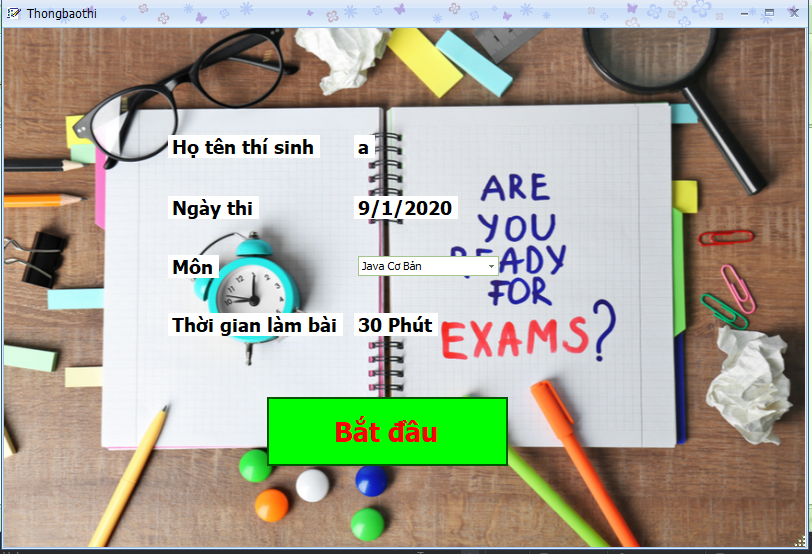 Thongbaothi
Họ tên thí sinh a
Ngày thi 9/1/2020
Môn Java Cơ Bản
Thời gian làm bài 30 Phút
ARE
YOU
READY
FOR
EXAMS?
Bắt đầu